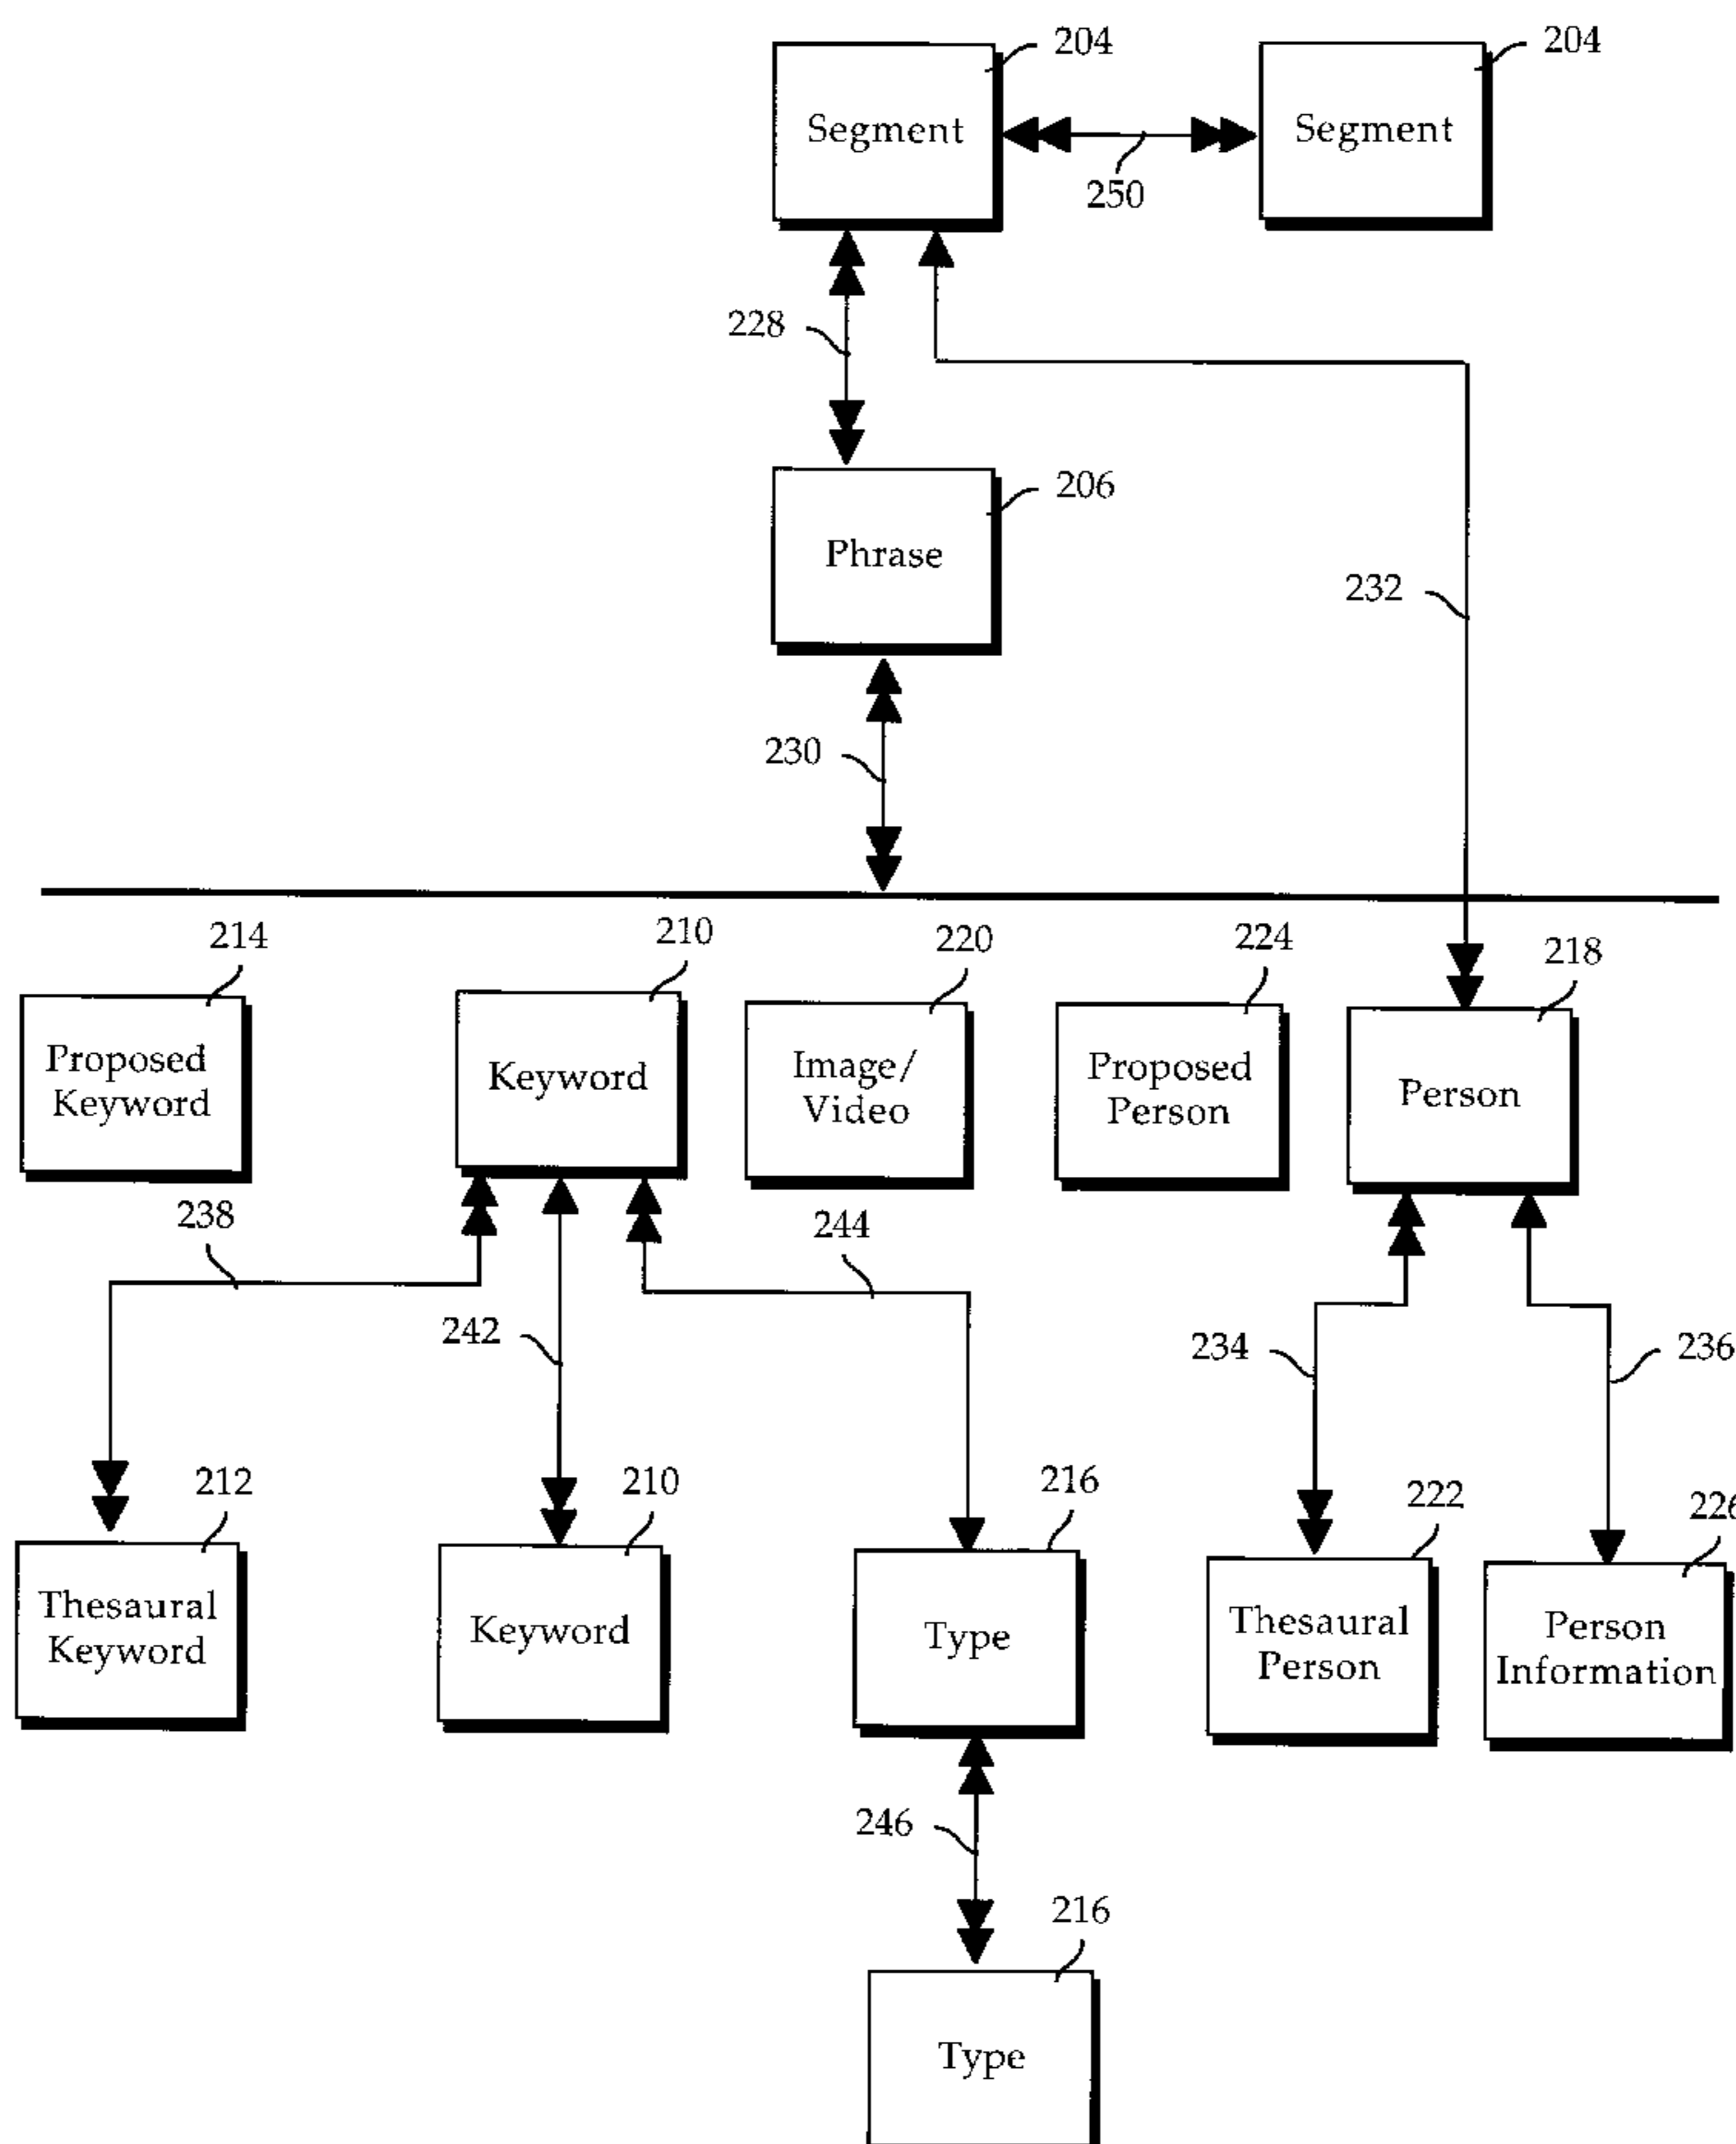 204
204
Segment
Segment
250
228
206
Phrase
232
230
214
210
220
224
218
Proposed
Keyword
Keyword
Image/
Video
Proposed
Person
Person
238
244
242
234
236
212
210
216
222
226
Thesaural
Keyword
Keyword
Type
Thesaural
Person
Person
Information
246
216
Type